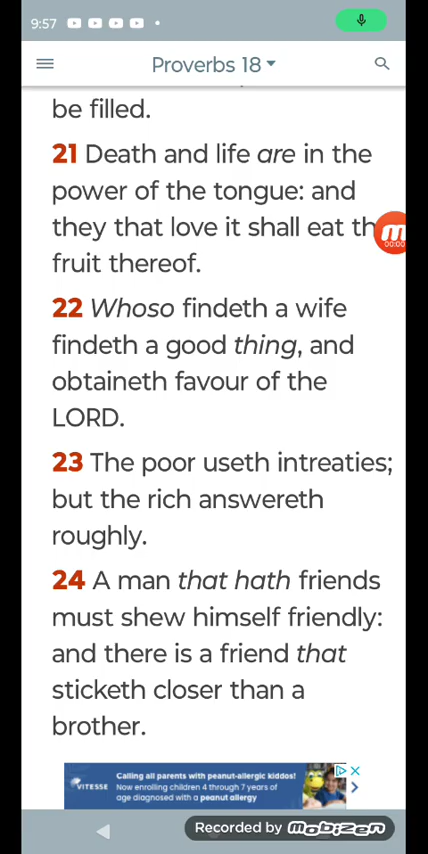 9:57
Proverbs 18
be filled.
21 Death and life are in the
power of the tongue: and
they that love it shall eat
00:00
fruit thereof.
22 Whoso findeth a wife
findeth a good thing, and
obtaineth favour of the
LORD.
23 The poor useth intreaties;
but the rich answereth
roughly.
24 A man that hath friends
must shew himself friendly:
and there is a friend that
sticketh closer than a
brother.
VITESSE
Calling all parents with peanut-allergic kiddos!
Now enrolling children 4 through 7 years of
age diagnosed with a peanut allergy
Recorded by Mobizen